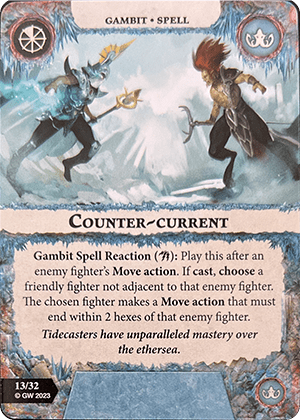 GAMBIT • SPELL
COUNTER-CURRENT
Gambit Spell Reaction ( ): Play this after an
enemy fighter's Move action. If cast, choose a
friendly fighter not adjacent to that enemy fighter.
The chosen fighter makes a Move action that must
end within 2 hexes of that enemy fighter.
Tidecasters have unparalleled mastery over
the ethersea.
13/32
© GW 2023